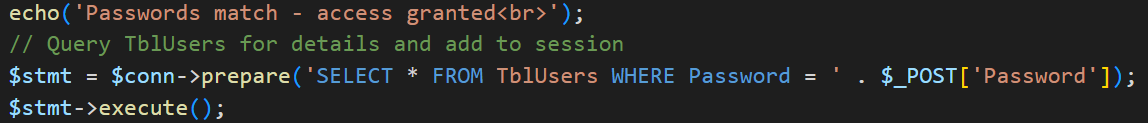 echo('Passwords match - access granted<br>');
// Query TblUsers for details and add to session
$stmt = $conn->prepare('SELECT * FROM TblUsers WHERE Password = ' . $_POST['Password']);
$stmt->execute();